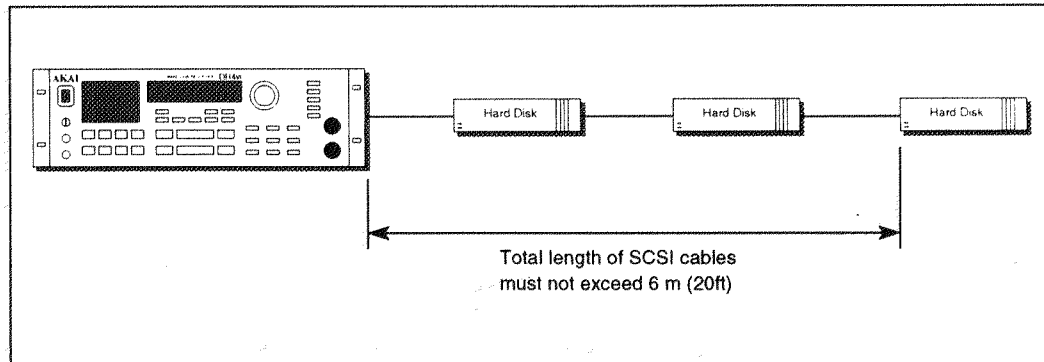 AKAI
Hard Disk
Hard Disk
Hard Disk
Total length of SCSI cables
must not exceed 6 m (20ft)